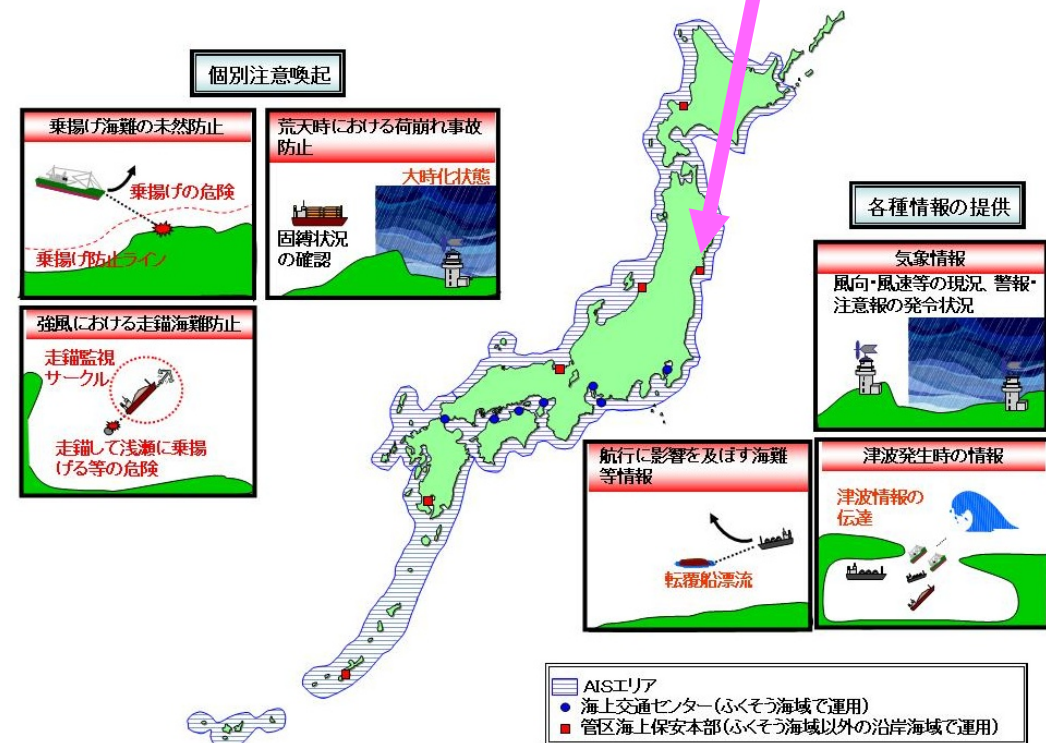 個別注意喚起
乗揚げ海難の未然防止
乗揚げの危険
乗揚げ防止ライン
荒天時における荷崩れ事故
防止
大時化状態
固縛状況
の確認
強風における走錨海難防止
走錨監視
サークル
走錨して浅瀬に乗揚
げる等の危険
各種情報の提供
気象情報
風向・風速等の現況、警報・
注意報の発令状況
航行に影響を及ぼす海難
等情報
転覆船漂流
津波発生時の情報
津波情報の
伝達
AISエリア
海上交通センター(ふくそう海域で運用)
管区海上保安本部(ふくそう海域以外の沿岸海域で運用)